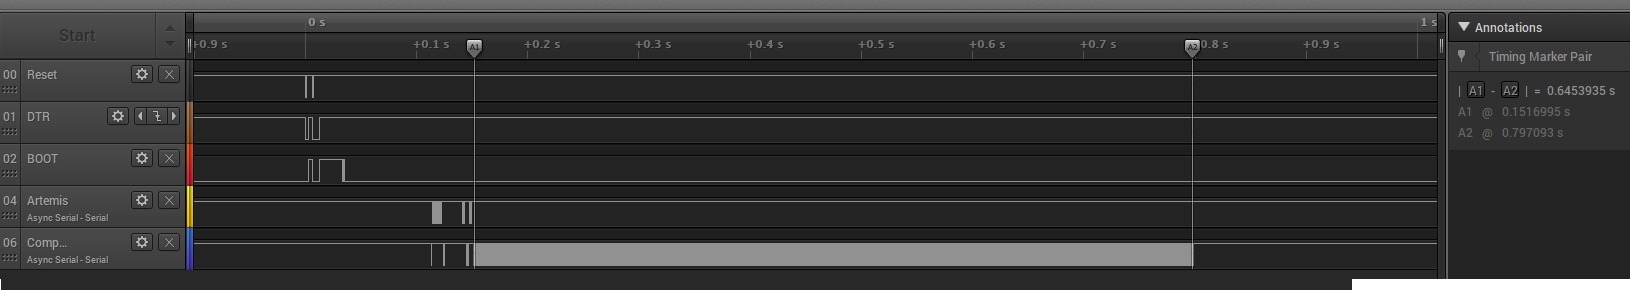 Start
0 s
1 s
+0.9 s
+0.1 s
+0.2 s
+0.3 s
+0.4 s
+0.5 s
+0.6 s
+0.7 s
0.8 s
+0.9 s
A1
A2
00 Reset
01 DTR
02 BOOT
04 Artemis
Async Serial - Serial
06 Comp...
Async Serial - Serial
Annotations
Timing Marker Pair
| A1 - A2 | = 0.6453935 s
A1 @ 0.1516995 s
A2 @ 0.797093 s